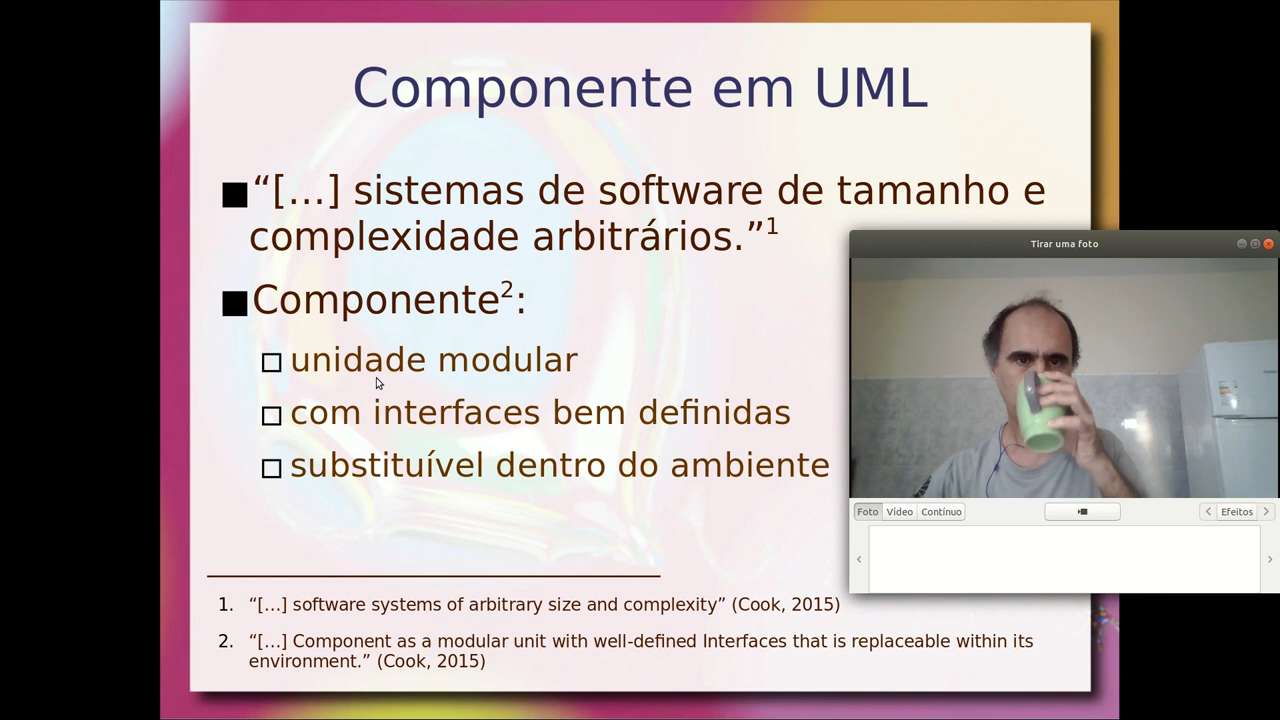 Componente em UML
“[...] sistemas de software de tamanho e
complexidade arbitrários.”1
Componente2:
unidade modular
com interfaces bem definidas
substituível dentro do ambiente
1. “[...] software systems of arbitrary size and complexity” (Cook, 2015)
2. “[...] Component as a modular unit with well-defined Interfaces that is replaceable within its
environment.” (Cook, 2015)
Tirar uma foto
Foto Vídeo Contínuo Efeitos